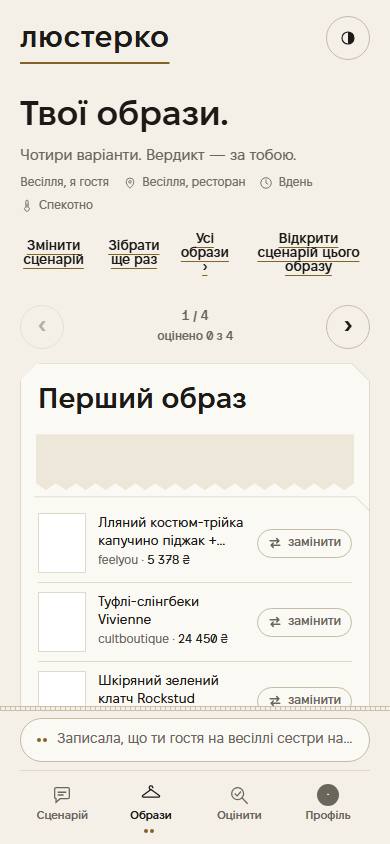 люстерко
Твої образи.
Чотири варіанти. Вердикт — за тобою.
Весілля, я гостя Весілля, ресторан Вдень
Спекотно
Змінити сценарій
Зібрати ще раз
Усі образи ›
Відкрити сценарій цього образу
‹ 1 / 4 ›
оцінено 0 з 4
Перший образ
Лляний костюм-трійка
капучино піджак +...
feelyou · 5 378 ₴
замінити
Туфлі-слінгбеки
Vivienne
cultboutique · 24 450 ₴
замінити
Шкіряний зелений
клатч Rockstud
замінити
Записала, що ти гостя на весіллі сестри на...
Сценарій Образи Оцінити Профіль